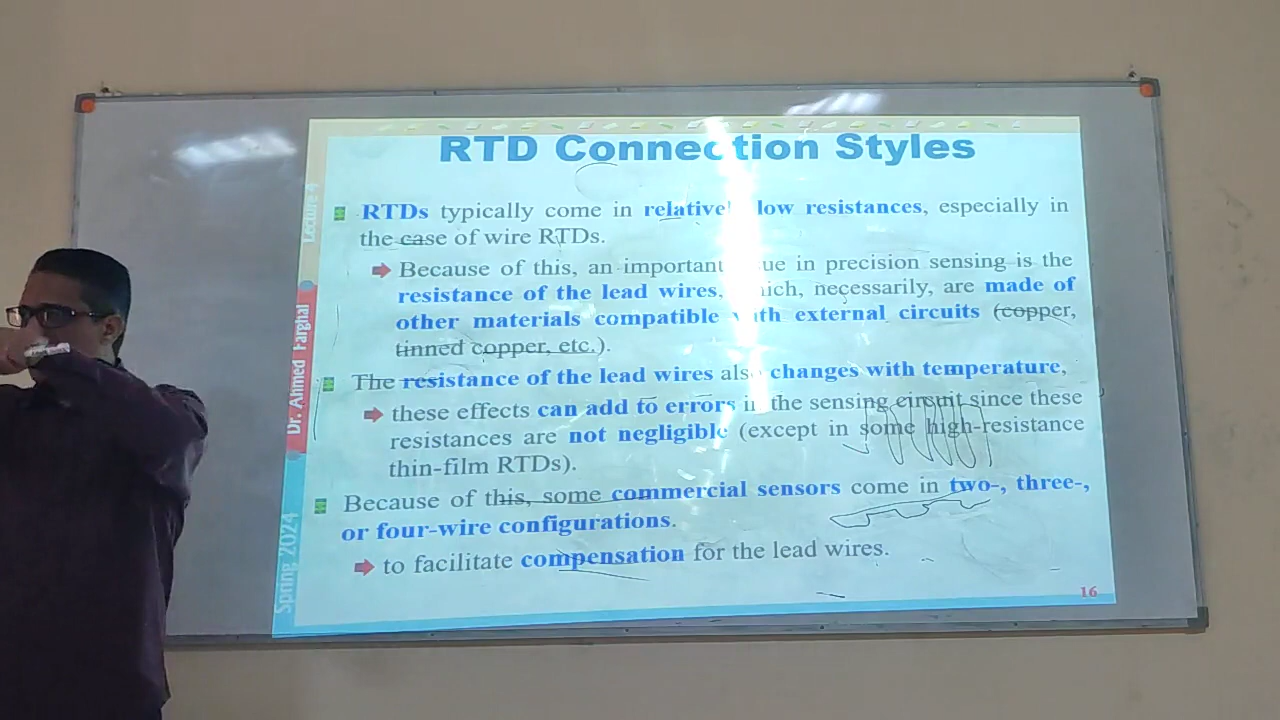 RTD Connection Styles
RTDs typically come in relatively low resistances, especially in
the case of wire RTDs.
Because of this, an important ue in precision sensing is the
resistance of the lead wires, which, necessarily, are made of
other materials compatible with external circuits (copper,
tinned copper, etc.).
The resistance of the lead wires also changes with temperature,
these effects can add to errors in the sensing circuit since these
resistances are not negligible (except in some high-resistance
thin-film RTDs).
Because of this, some commercial sensors come in two-, three-,
or four-wire configurations.
to facilitate compensation for the lead wires.
16
Lecture 4
Dr. Ahmed Farghal
Spring 2024